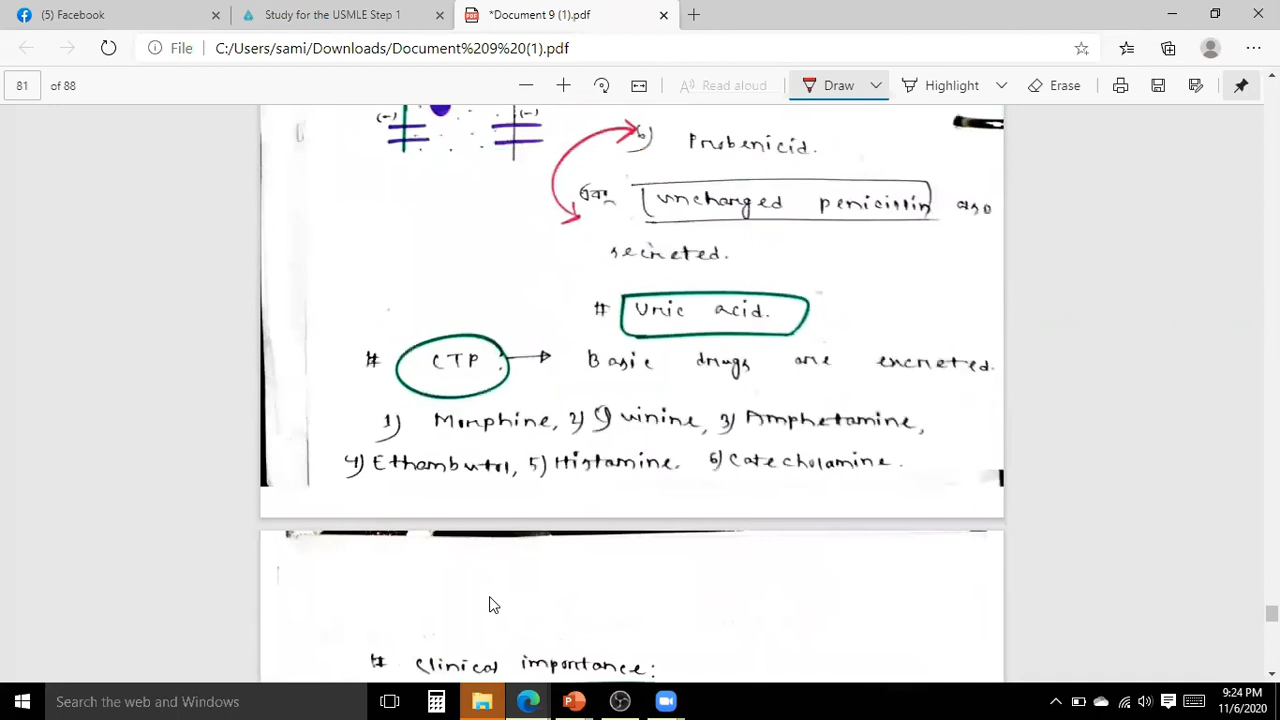 (5) Facebook
Study for the USMLE Step 1
*Document 9 (1).pdf
File
C:/Users/sami/Downloads/Document%209%20(1).pdf
81 of 88
Read aloud
Draw
Highlight
Erase
(-) (-)
b) Probenicid.
এবং uncharged penicillin also
secreted.
# Uric acid.
# CTP → Basic drugs are excreted.
1) Morphine, 2) Quinine, 3) Amphetamine,
4) Ethambutol, 5) Histamine. 6) Catecholamine.
# Clinical importance:
Search the web and Windows
9:24 PM
11/6/2020